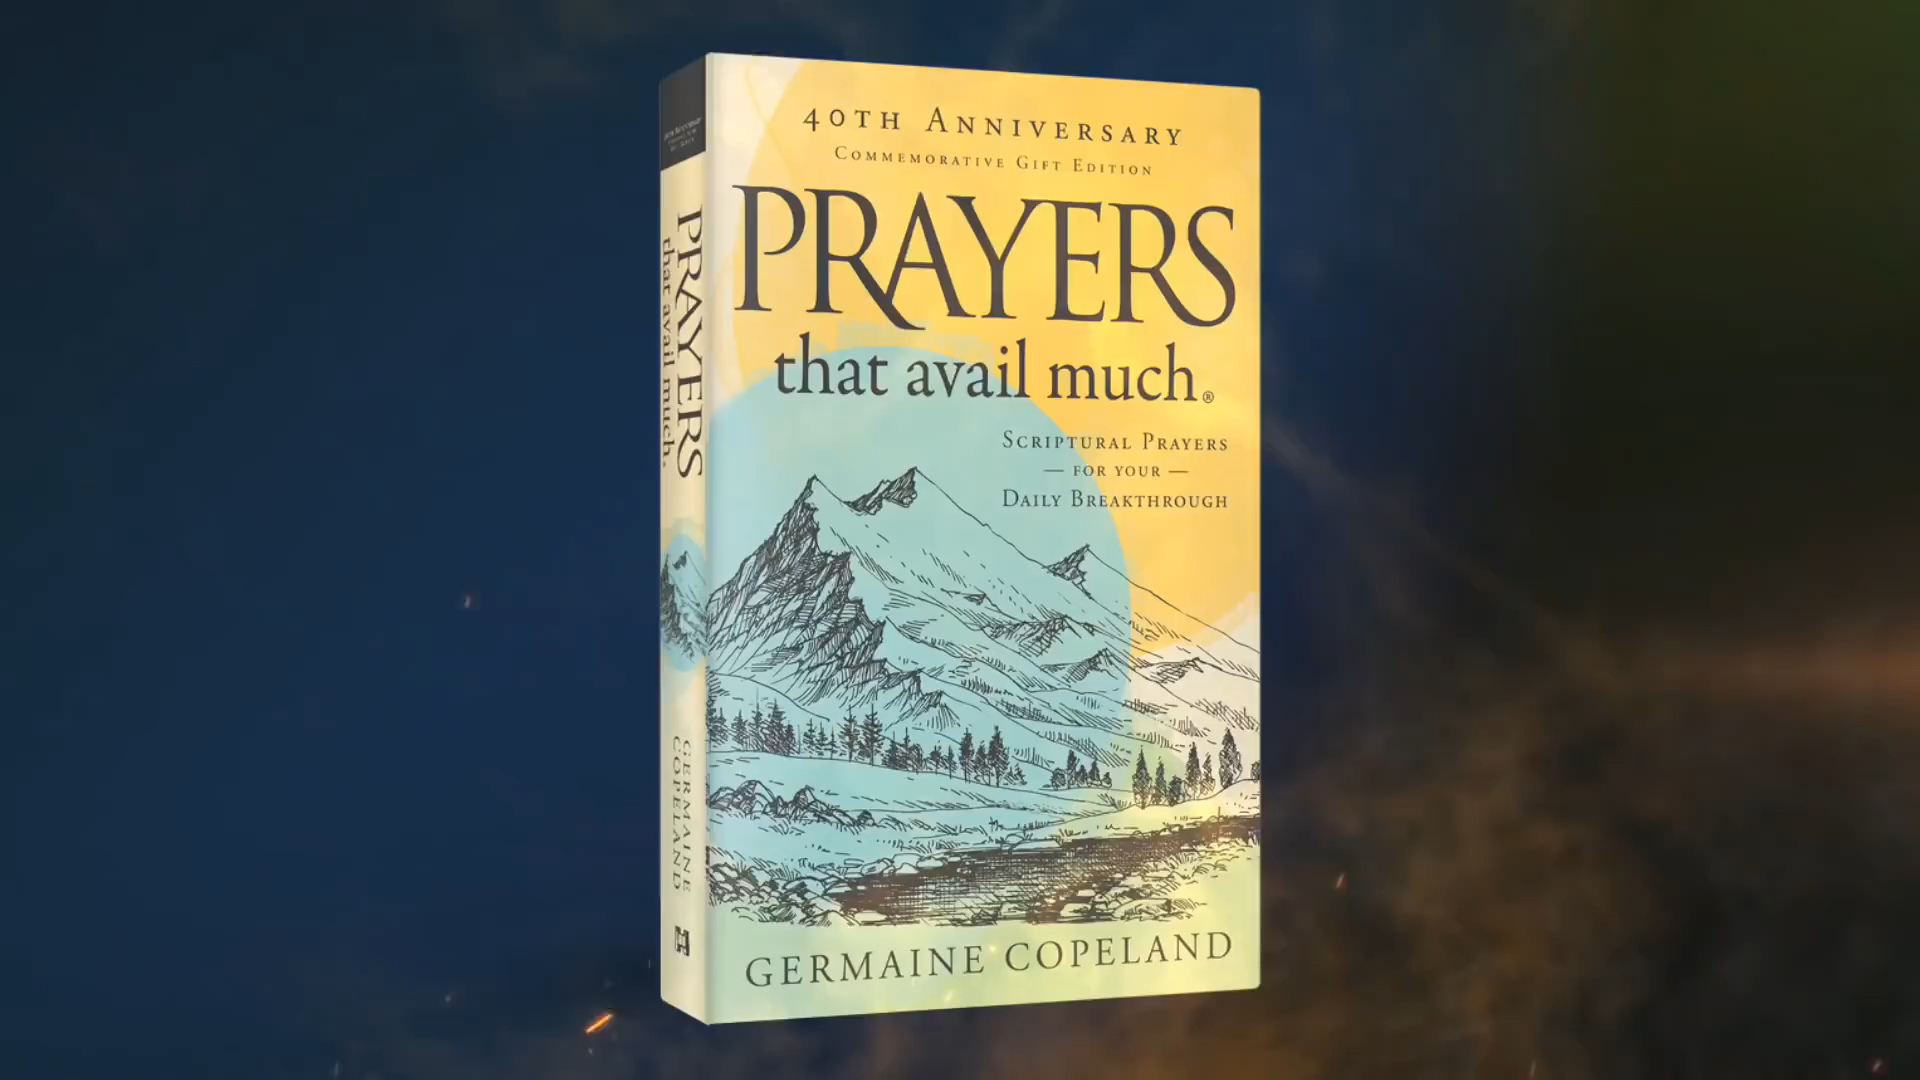 40TH ANNIVERSARY
COMMEMORATIVE GIFT EDITION
PRAYERS
that avail much®
SCRIPTURAL PRAYERS
— FOR YOUR —
DAILY BREAKTHROUGH
GERMAINE COPELAND
PRAYERS
that avail much.
GERMAINE
COPELAND